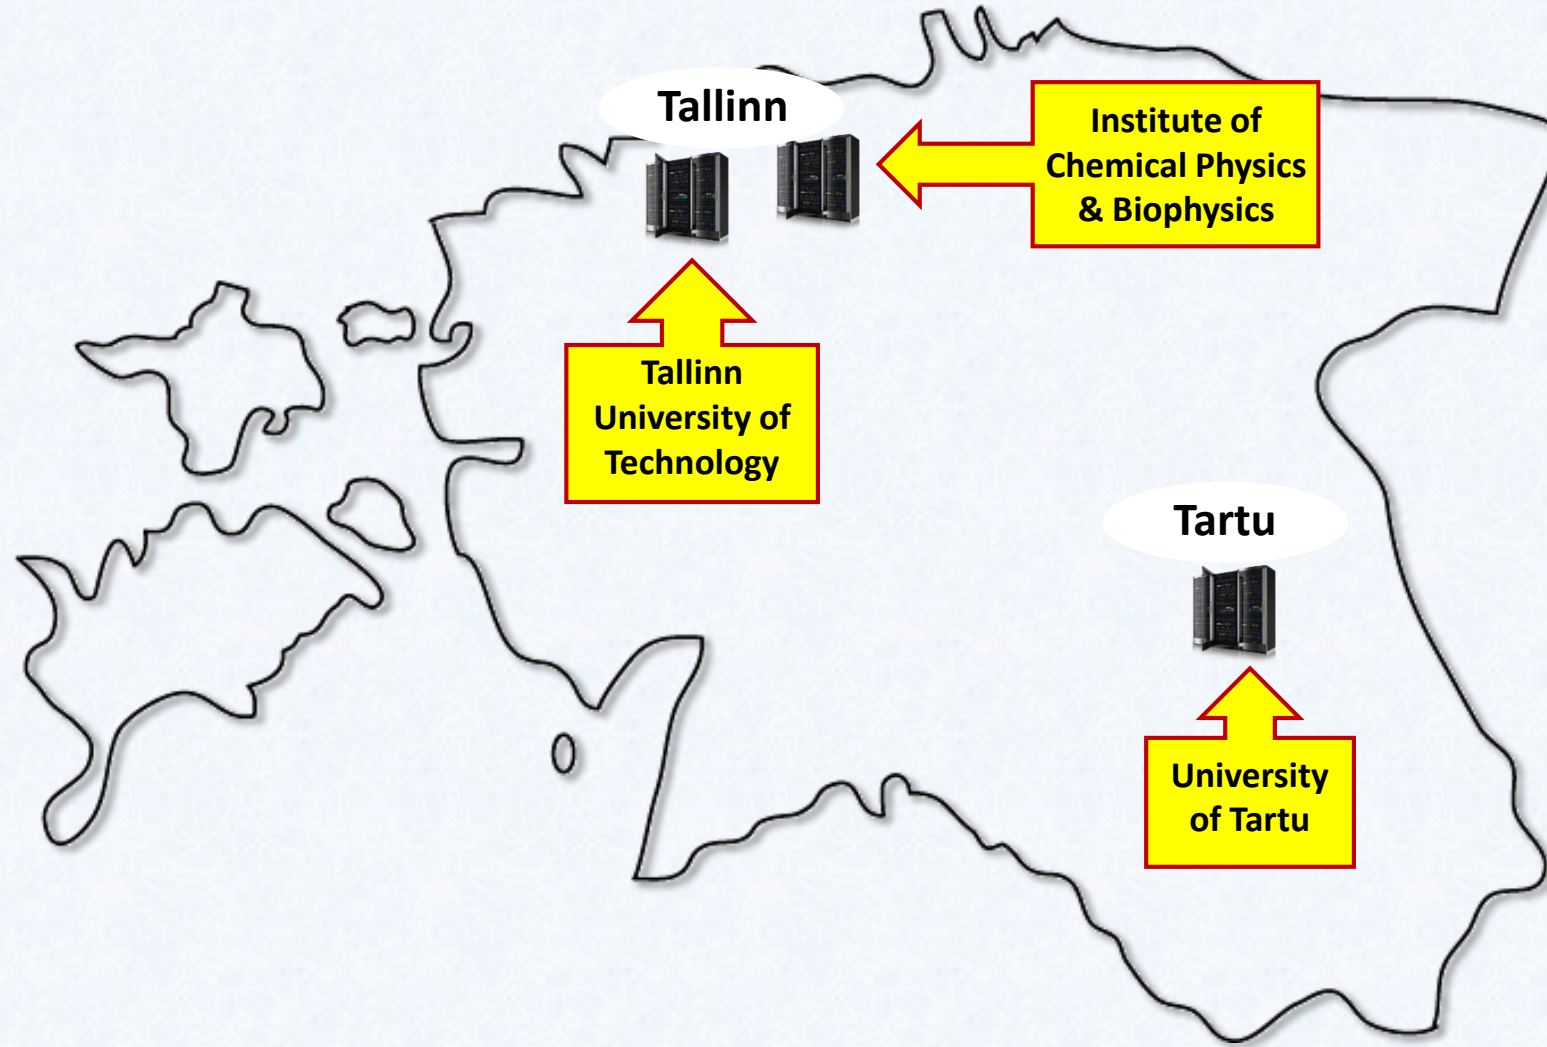 Tallinn
Institute of
Chemical Physics
& Biophysics
Tallinn
University of
Technology
Tartu
University
of Tartu